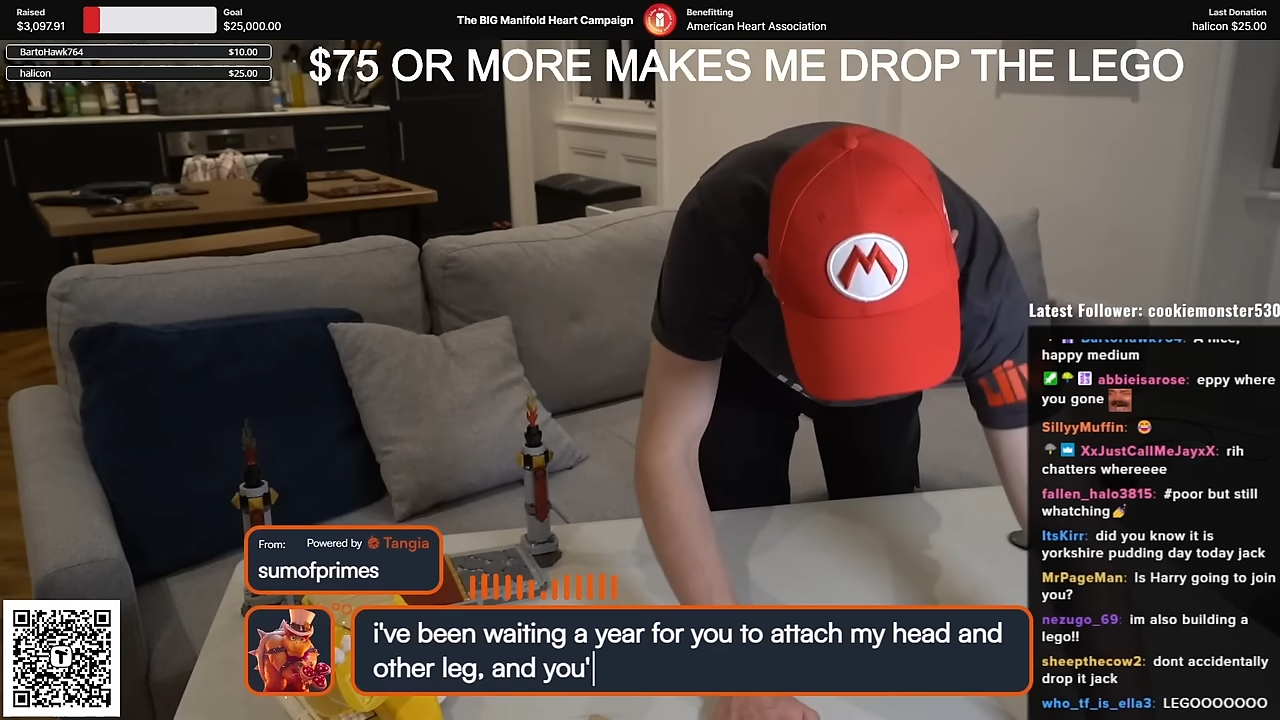 Raised
$3,097.91
Goal
$25,000.00
The BIG Manifold Heart Campaign
Benefitting
American Heart Association
Last Donation
halicon $25.00
BartoHawk764 $10.00
halicon $25.00
$75 OR MORE MAKES ME DROP THE LEGO
M
Latest Follower: cookiemonster530
BartoHawk764: A nice,
happy medium
abbieisarose: eppy where
you gone
SillyyMuffin:
XxJustCallMeJayxX: rih
chatters whereeee
fallen_halo3815: #poor but still
whatching
ItsKirr: did you know it is
yorkshire pudding day today jack
MrPageMan: Is Harry going to join
you?
nezugo_69: im also building a
lego!!
sheepthecow2: dont accidentally
drop it jack
who_tf_is_ella3: LEGOOOOOOO
From: Powered by Tangia
sumofprimes
i've been waiting a year for you to attach my head and
other leg, and you'